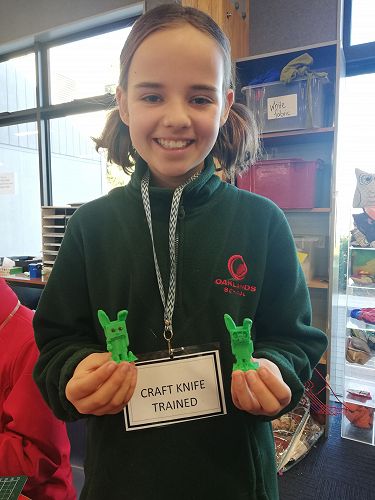 WHITE
FABRIC
OAKLANDS
SCHOOL
CRAFT KNIFE
TRAINED